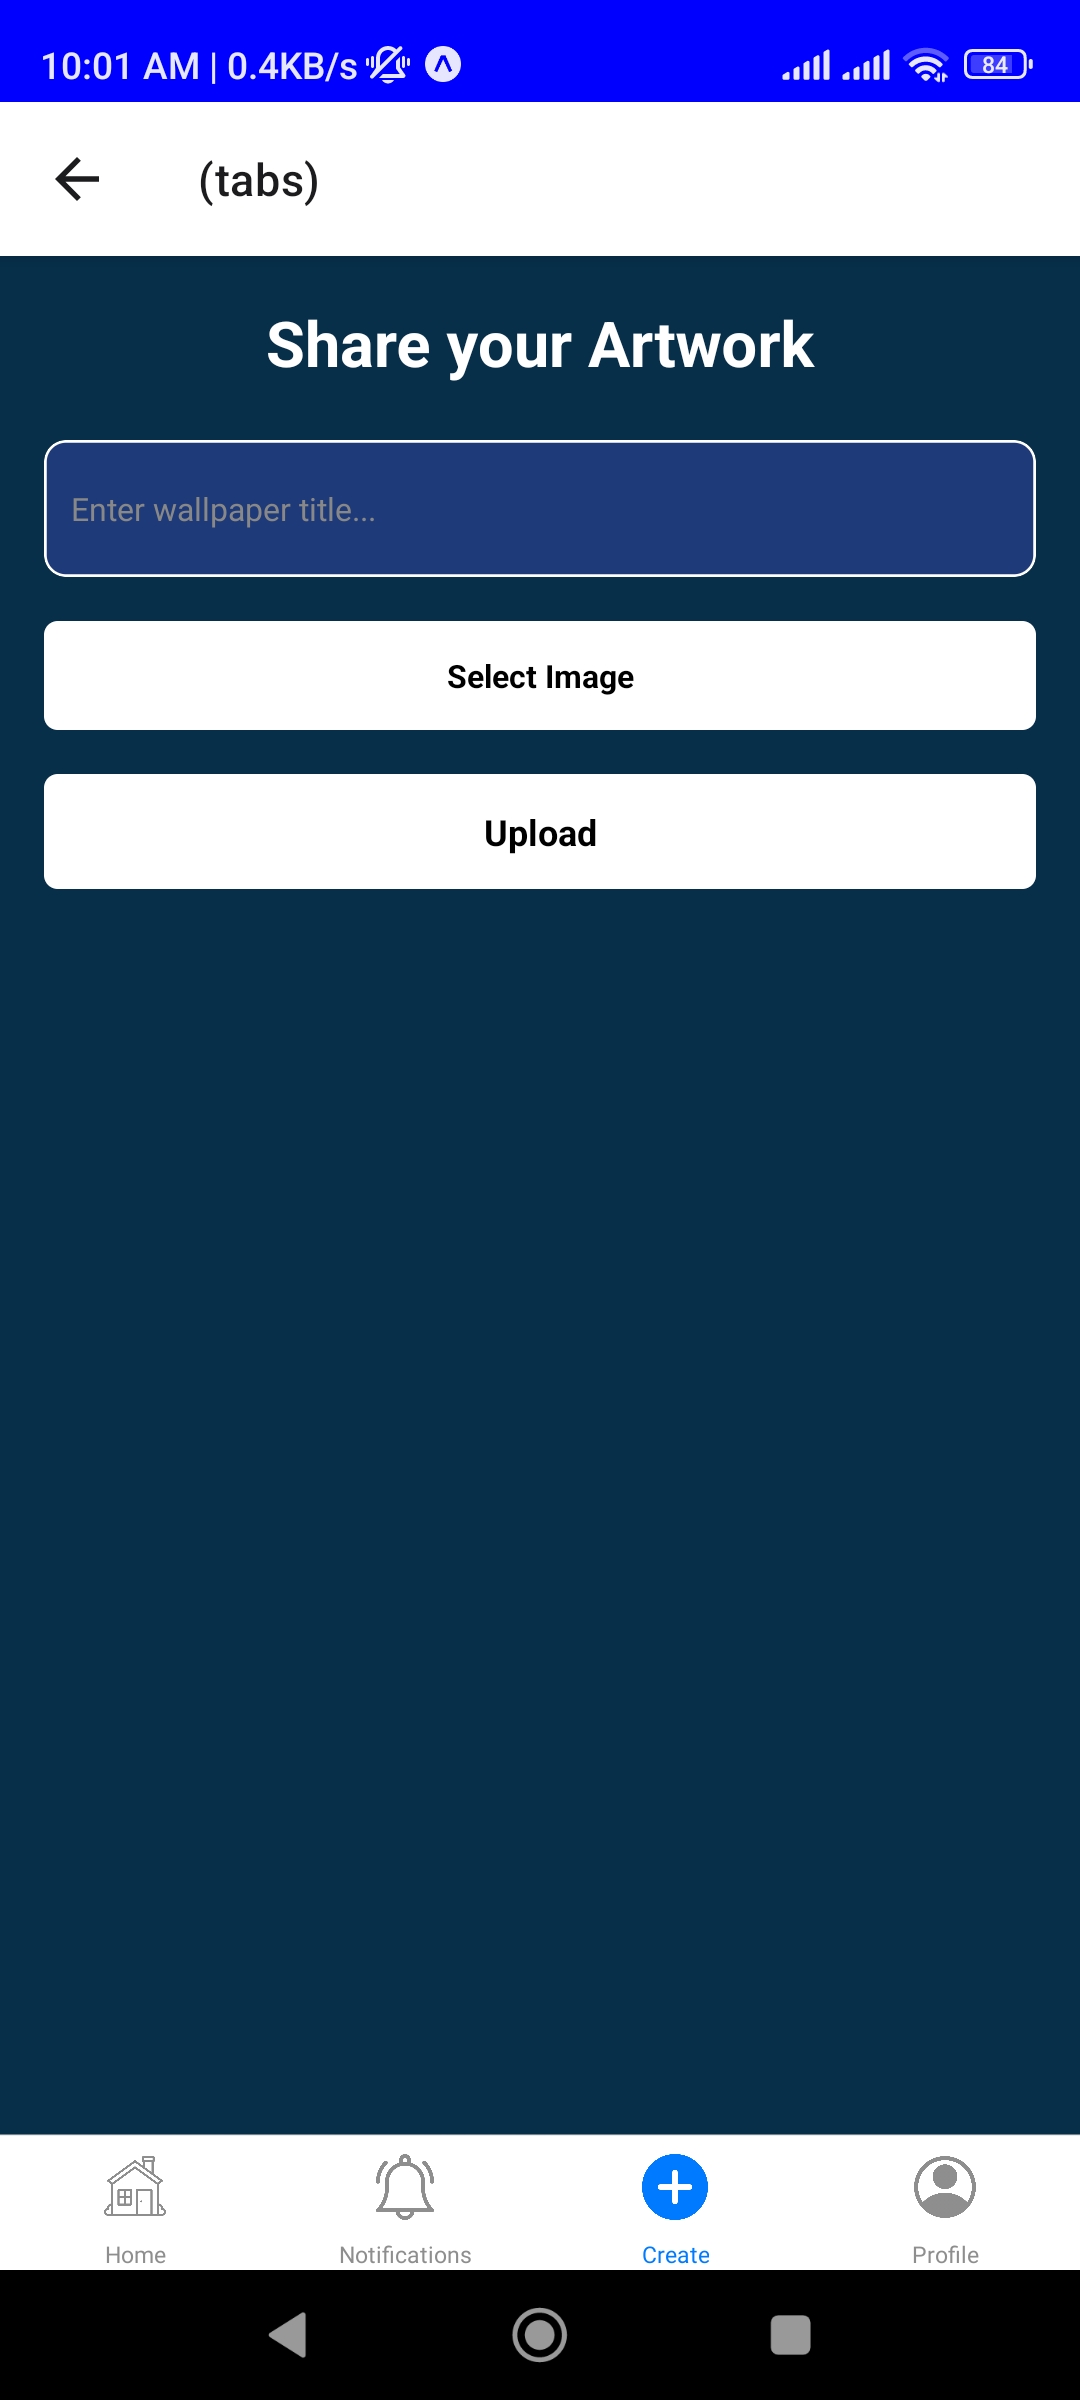 10:01 AM | 0.4KB/s 84
(tabs)
Share your Artwork
Enter wallpaper title...
Select Image
Upload
Home Notifications Create Profile